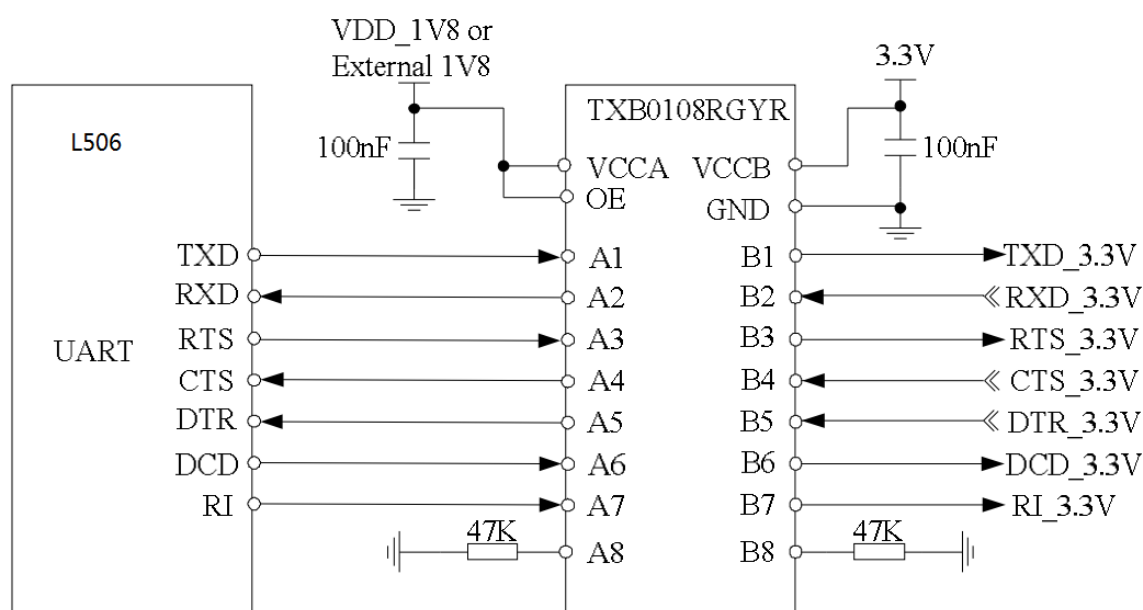 VDD_1V8 or
External 1V8
3.3V
L506
TXB0108RGYR
100nF
100nF
VCCA VCCB
OE
GND
TXD A1 B1 TXD_3.3V
RXD A2 B2 RXD_3.3V
RTS A3 B3 RTS_3.3V
UART
CTS A4 B4 CTS_3.3V
DTR A5 B5 DTR_3.3V
DCD A6 B6 DCD_3.3V
RI A7 B7 RI_3.3V
47K 47K
A8 B8